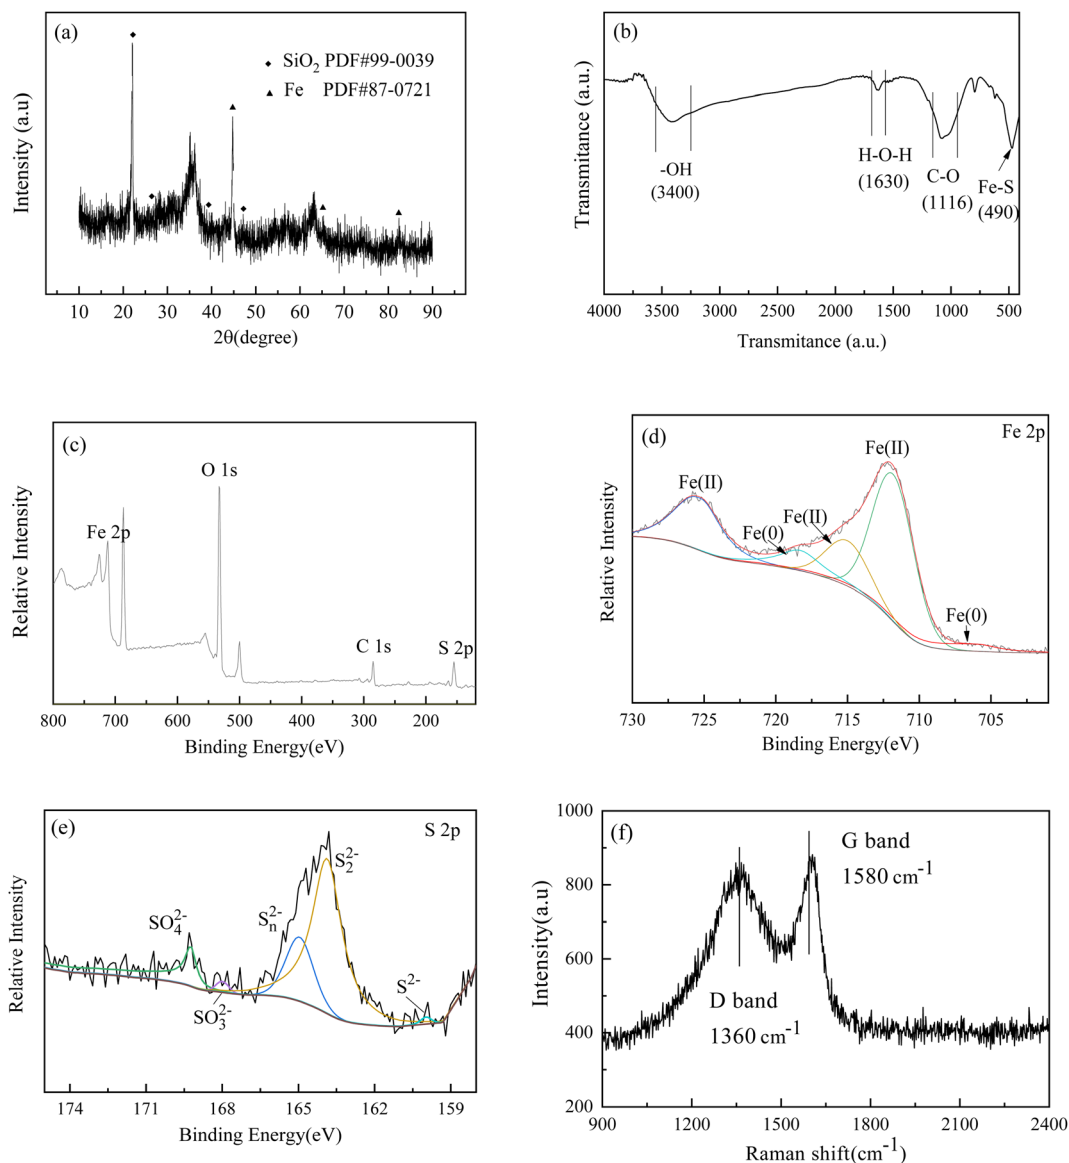 (a)
SiO2 PDF#99-0039
Fe PDF#87-0721
Intensity (a.u)
10 20 30 40 50 60 70 80 90
2θ(degree)
(b)
-OH
(3400)
H-O-H
(1630)
C-O
(1116)
Fe-S
(490)
Transmitance (a.u.)
4000 3500 3000 2500 2000 1500 1000 500
Transmitance (a.u.)
(c)
O 1s
Fe 2p
C 1s
S 2p
Relative Intensity
800 700 600 500 400 300 200
Binding Energy(eV)
(d)
Fe 2p
Fe(II)
Fe(II)
Fe(II)
Fe(0)
Fe(0)
Relative Intensity
730 725 720 715 710 705
Binding Energy(eV)
(e)
S 2p
S2^2-
Sn^2-
SO4^2-
SO3^2-
S^2-
Relative Intensity
174 171 168 165 162 159
Binding Energy(eV)
(f)
G band
1580 cm-1
D band
1360 cm-1
Intensity(a.u)
1000
800
600
400
200
900 1200 1500 1800 2100 2400
Raman shift(cm-1)